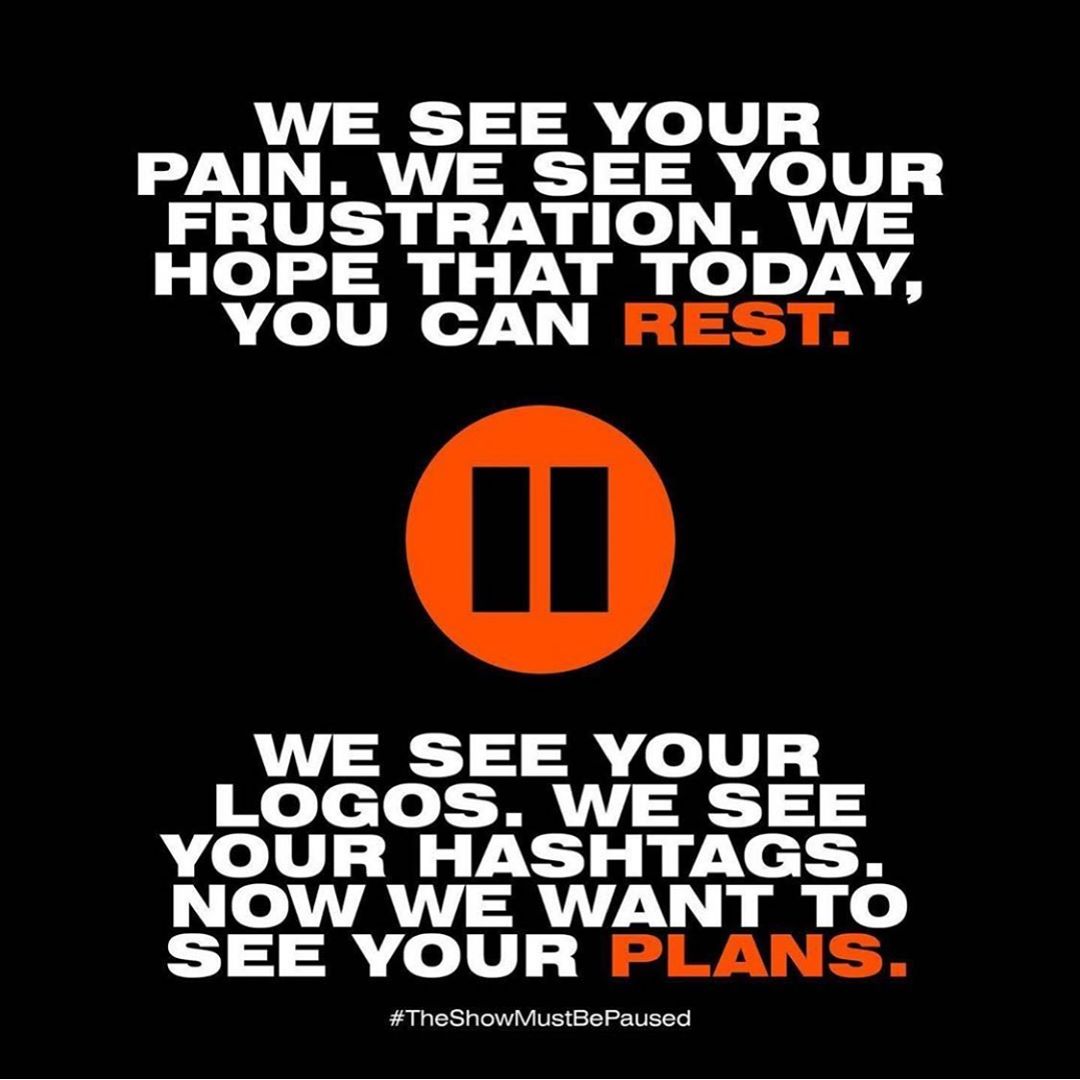 WE SEE YOUR
PAIN. WE SEE YOUR
FRUSTRATION. WE
HOPE THAT TODAY,
YOU CAN REST.
WE SEE YOUR
LOGOS. WE SEE
YOUR HASHTAGS.
NOW WE WANT TO
SEE YOUR PLANS.
#TheShowMustBePaused